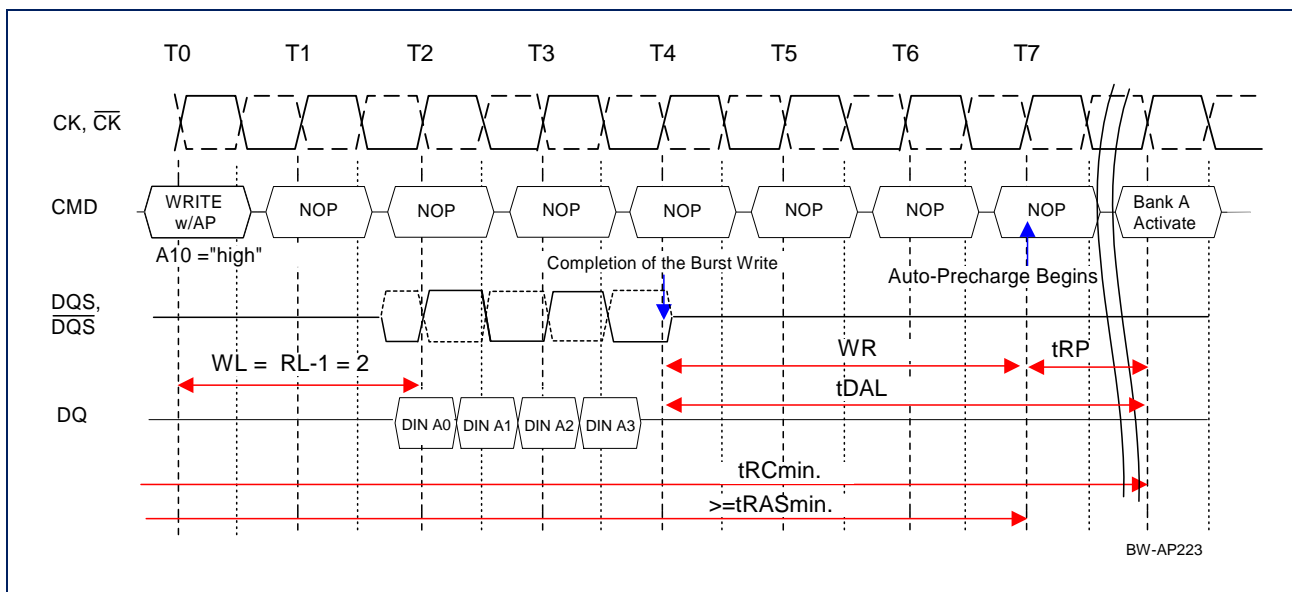 T0 T1 T2 T3 T4 T5 T6 T7
CK, CK
CMD
WRITE w/AP
NOP NOP NOP NOP NOP NOP NOP
Bank A Activate
A10 ="high"
Completion of the Burst Write
Auto-Precharge Begins
DQS,
DQS
WL = RL-1 = 2
WR
tRP
tDAL
DQ
DIN A0 DIN A1 DIN A2 DIN A3
tRCmin.
>=tRASmin.
BW-AP223